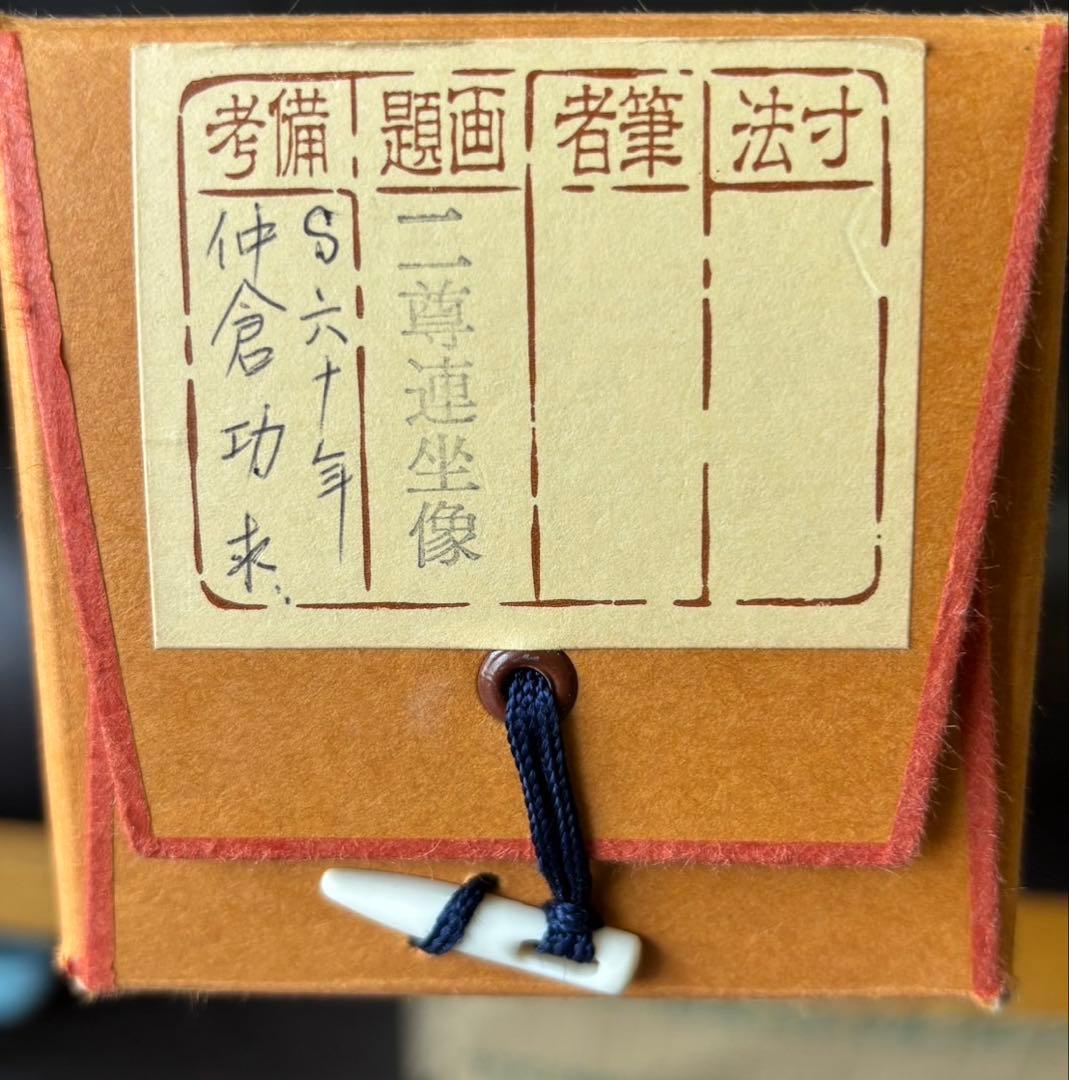 寸法
筆者
画題
二尊連坐像
備考
S六十年
仲倉功求